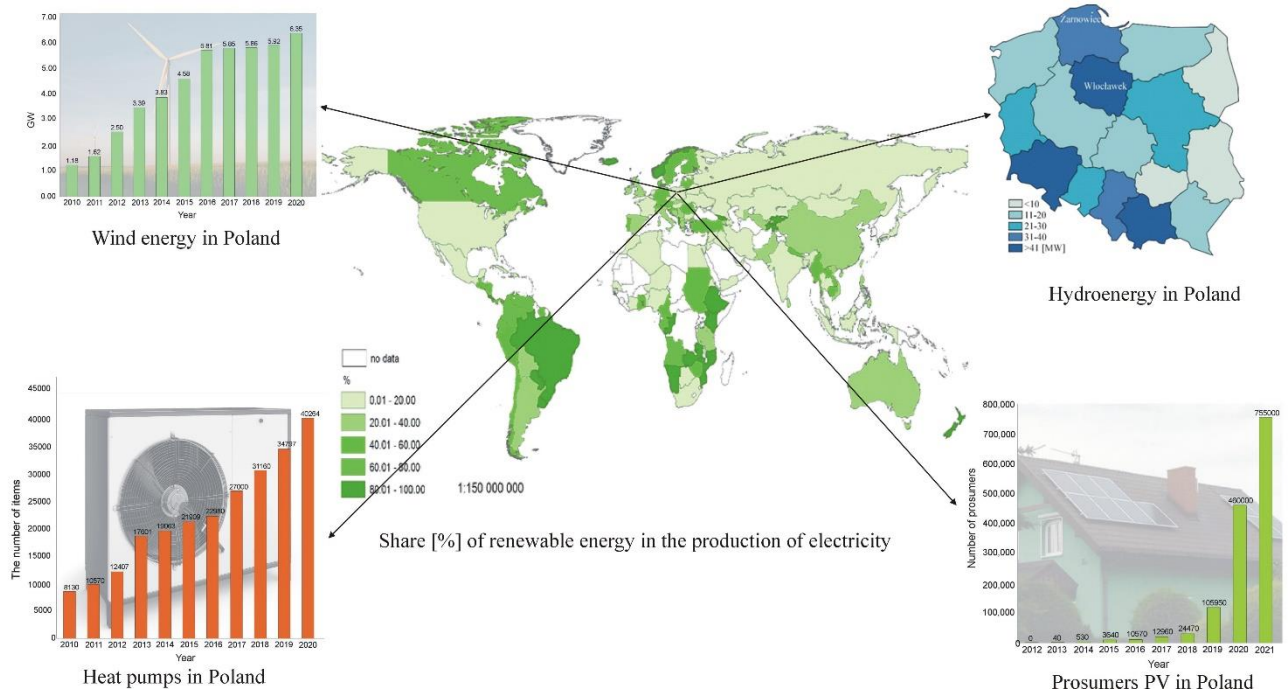 7.00
6.00
5.00
4.00
3.00
2.00
1.00
0.00
GW
1.18
1.62
2.50
3.39
3.83
4.58
5.81
5.85
5.86
5.92
6.35
2010 2011 2012 2013 2014 2015 2016 2017 2018 2019 2020
Year
Wind energy in Poland
Żarnowiec
Włocławek
<10
11-20
21-30
31-40
>41 [MW]
Hydroenergy in Poland
no data
%
0.01 - 20.00
20.01 - 40.00
40.01 - 60.00
60.01 - 80.00
80.01 - 100.00
1:150 000 000
Share [%] of renewable energy in the production of electricity
45000
40000
35000
30000
25000
20000
15000
10000
5000
0
The number of items
8130
10570
12407
17601
19063
21909
27000
31160
40264
2010 2011 2012 2013 2014 2015 2016 2017 2018 2019 2020
Year
Heat pumps in Poland
800,000
700,000
600,000
500,000
400,000
300,000
200,000
100,000
0
Number of prosumers
0
40
530
3640
10570
12960
24470
105950
460000
755000
2012 2013 2014 2015 2016 2017 2018 2019 2020 2021
Year
Prosumers PV in Poland